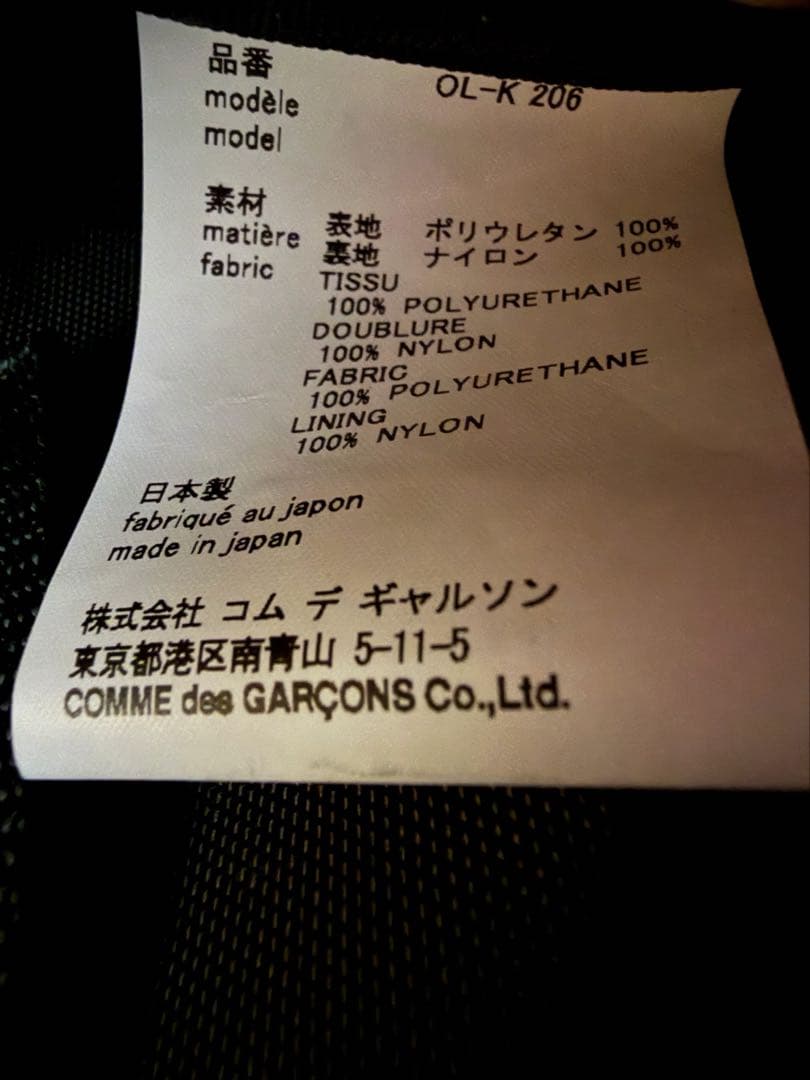 品番
modèle OL-K 206
model
素材
matière 表地 ポリウレタン 100%
fabric 裏地 ナイロン 100%
TISSU
100% POLYURETHANE
DOUBLURE
100% NYLON
FABRIC
100% POLYURETHANE
LINING
100% NYLON
日本製
fabriqué au japon
made in japan
株式会社 コム デ ギャルソン
東京都港区南青山 5-11-5
COMME des GARÇONS Co.,Ltd.